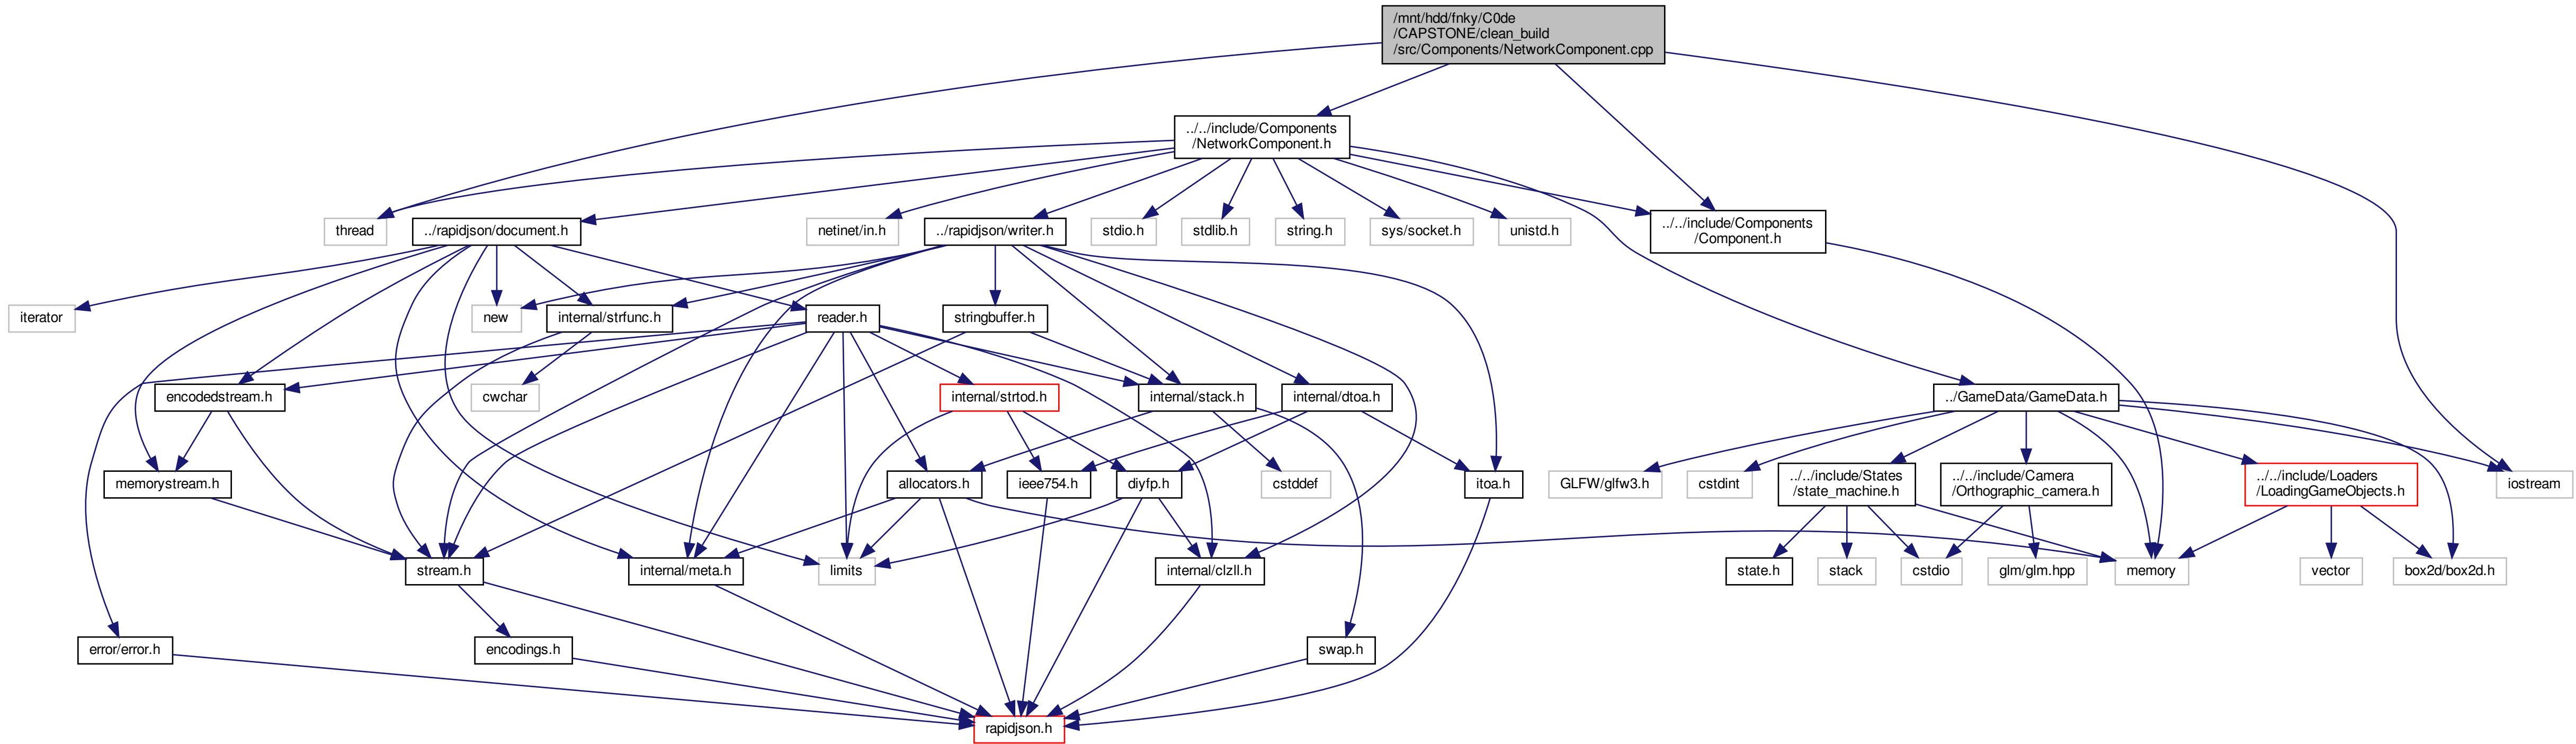 /mnt/hdd/fnky/C0de
/CAPSTONE/clean_build
/src/Components/NetworkComponent.cpp
../../include/Components
/NetworkComponent.h
thread
../rapidjson/document.h
netinet/in.h
../rapidjson/writer.h
stdio.h
stdlib.h
string.h
sys/socket.h
unistd.h
../../include/Components
/Component.h
iterator
new
internal/strfunc.h
reader.h
stringbuffer.h
encodedstream.h
cwchar
internal/strtod.h
internal/stack.h
internal/dtoa.h
../GameData/GameData.h
memorystream.h
allocators.h
ieee754.h
diyfp.h
cstddef
itoa.h
GLFW/glfw3.h
cstdint
../../include/States
/state_machine.h
../../include/Camera
/Orthographic_camera.h
../../include/Loaders
/LoadingGameObjects.h
iostream
stream.h
internal/meta.h
limits
internal/clzll.h
state.h
stack
cstdio
glm/glm.hpp
memory
vector
box2d/box2d.h
error/error.h
encodings.h
swap.h
rapidjson.h